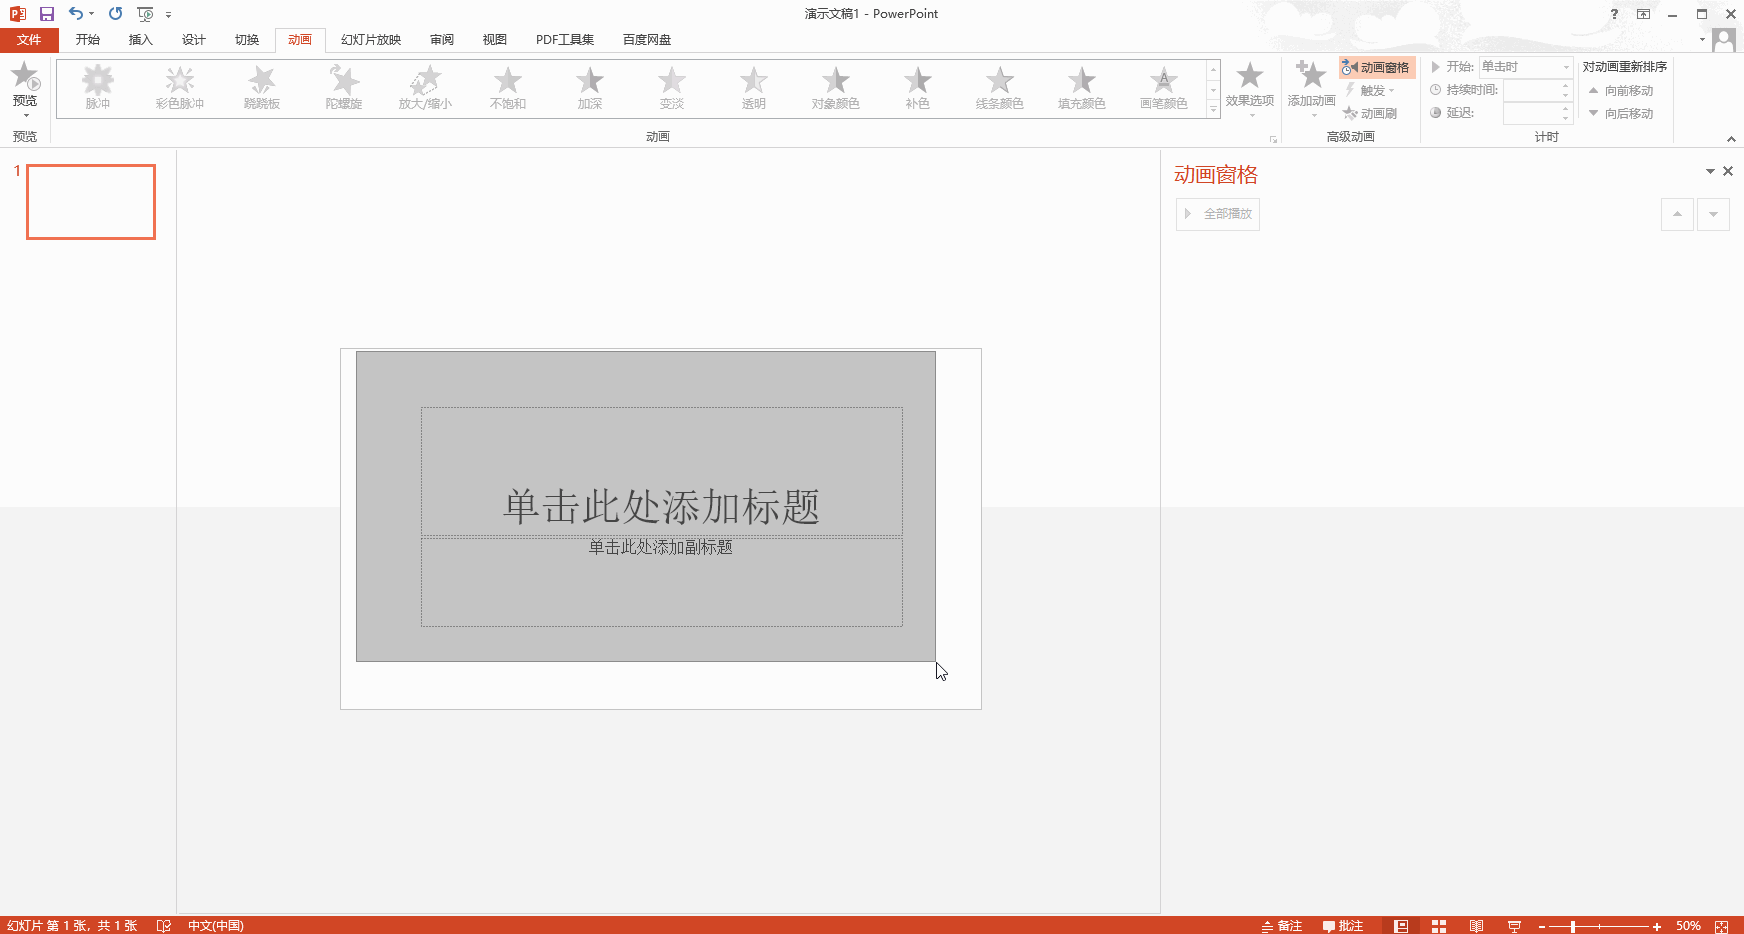 演示文稿1 - PowerPoint
文件 开始 插入 设计 切换 动画 幻灯片放映 审阅 视图 PDF工具集 百度网盘
预览
脉冲 彩色脉冲 跷跷板 陀螺旋 放大/缩小 不饱和 加深 变淡 透明 对象颜色 补色 线条颜色 填充颜色 画笔颜色
效果选项
添加动画
动画窗格
触发
动画刷
开始: 单击时
持续时间:
延迟:
对动画重新排序
向前移动
向后移动
预览 动画 高级动画 计时
1
动画窗格
全部播放
单击此处添加标题
单击此处添加副标题
幻灯片 第 1 张，共 1 张 中文(中国) 备注 批注 50%